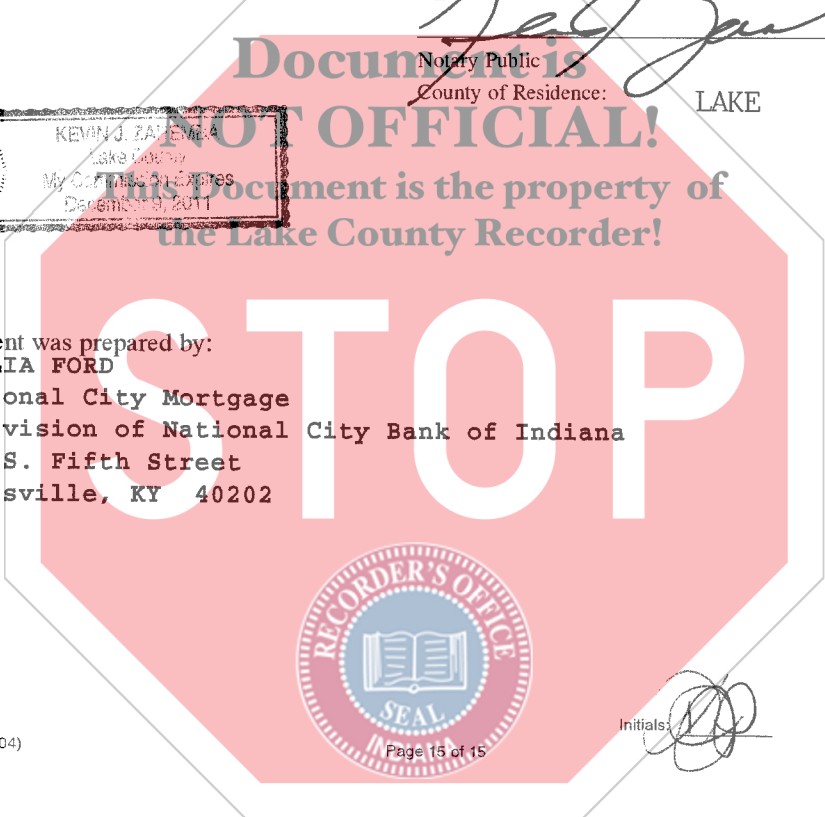 Document is
Notary Public
County of Residence:
LAKE
NOT OFFICIAL!
KEVIN J. ZAREMBA
Lake County
My Commission Expires
December 9, 2011
This Document is the property of
the Lake County Recorder!
STOP
ent was prepared by:
IA FORD
onal City Mortgage
vision of National City Bank of Indiana
S. Fifth Street
sville, KY 40202
RECORDER'S OFFICE
SEAL
INDIANA
Initials:
04)
Page 15 of 15